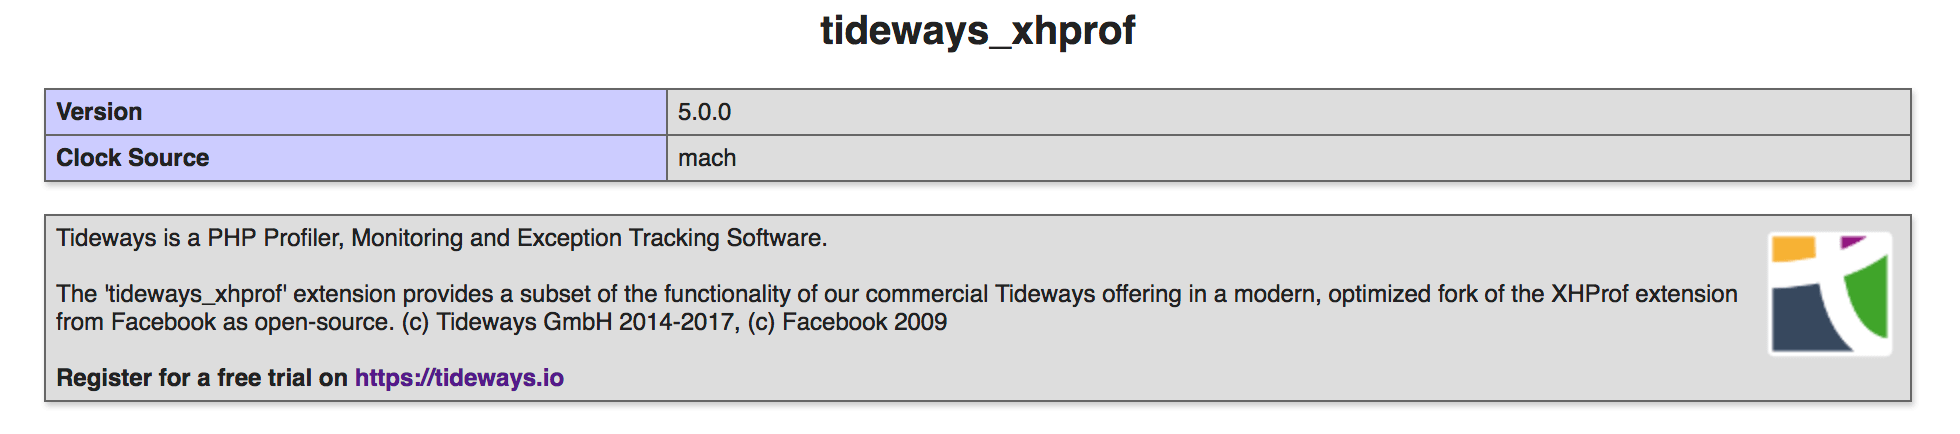 tideways_xhprof
Version 5.0.0
Clock Source mach
Tideways is a PHP Profiler, Monitoring and Exception Tracking Software.
The 'tideways_xhprof' extension provides a subset of the functionality of our commercial Tideways offering in a modern, optimized fork of the XHProf extension
from Facebook as open-source. (c) Tideways GmbH 2014-2017, (c) Facebook 2009
Register for a free trial on https://tideways.io